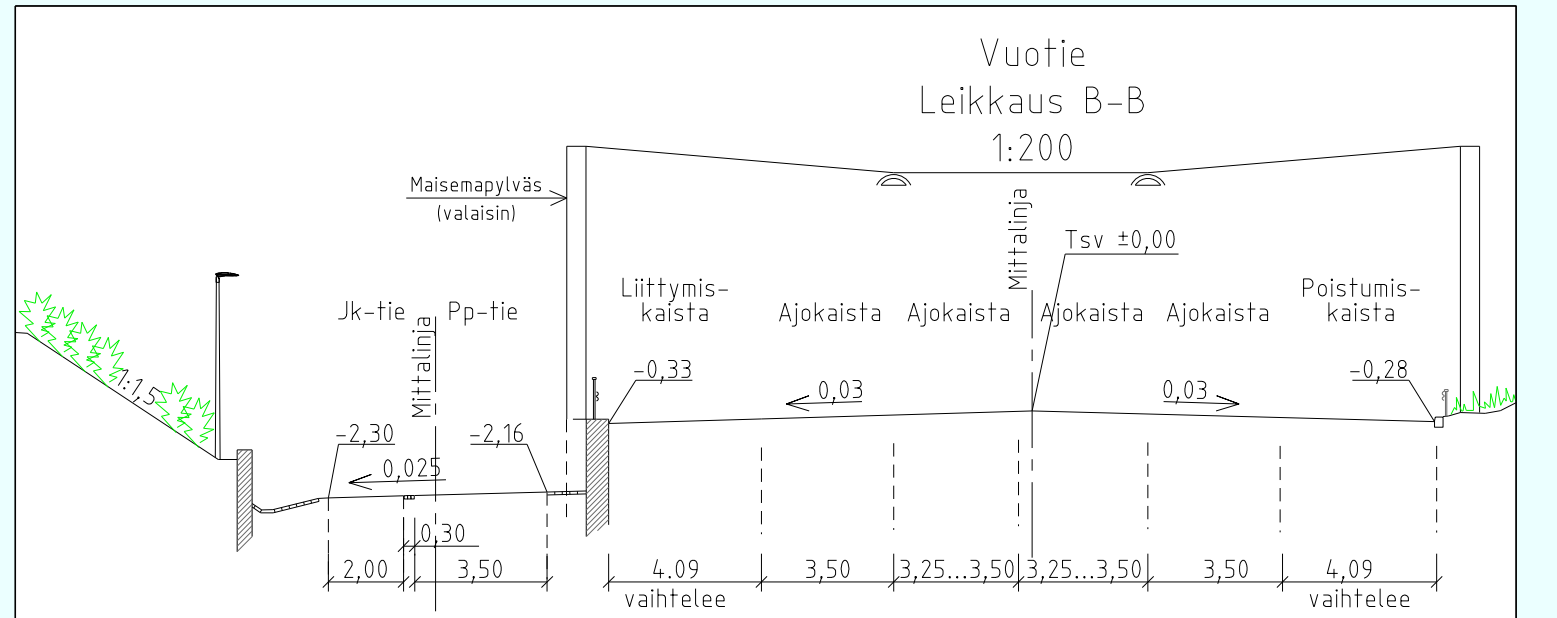 Vuotie
Leikkaus B-B
1:200
Maisemapylväs
(valaisin)
Mittalinja
Tsv ±0,00
Jk-tie
Pp-tie
Mittalinja
Liittymis-
kaista
Ajokaista
Ajokaista
Ajokaista
Ajokaista
Poistumis-
kaista
1:1,5
-0,33
0,03
0,03
-0,28
-2,30
-2,16
0,025
0,30
2,00
3,50
4.09
3,50
3,25...3,50
3,25...3,50
3,50
4,09
vaihtelee
vaihtelee